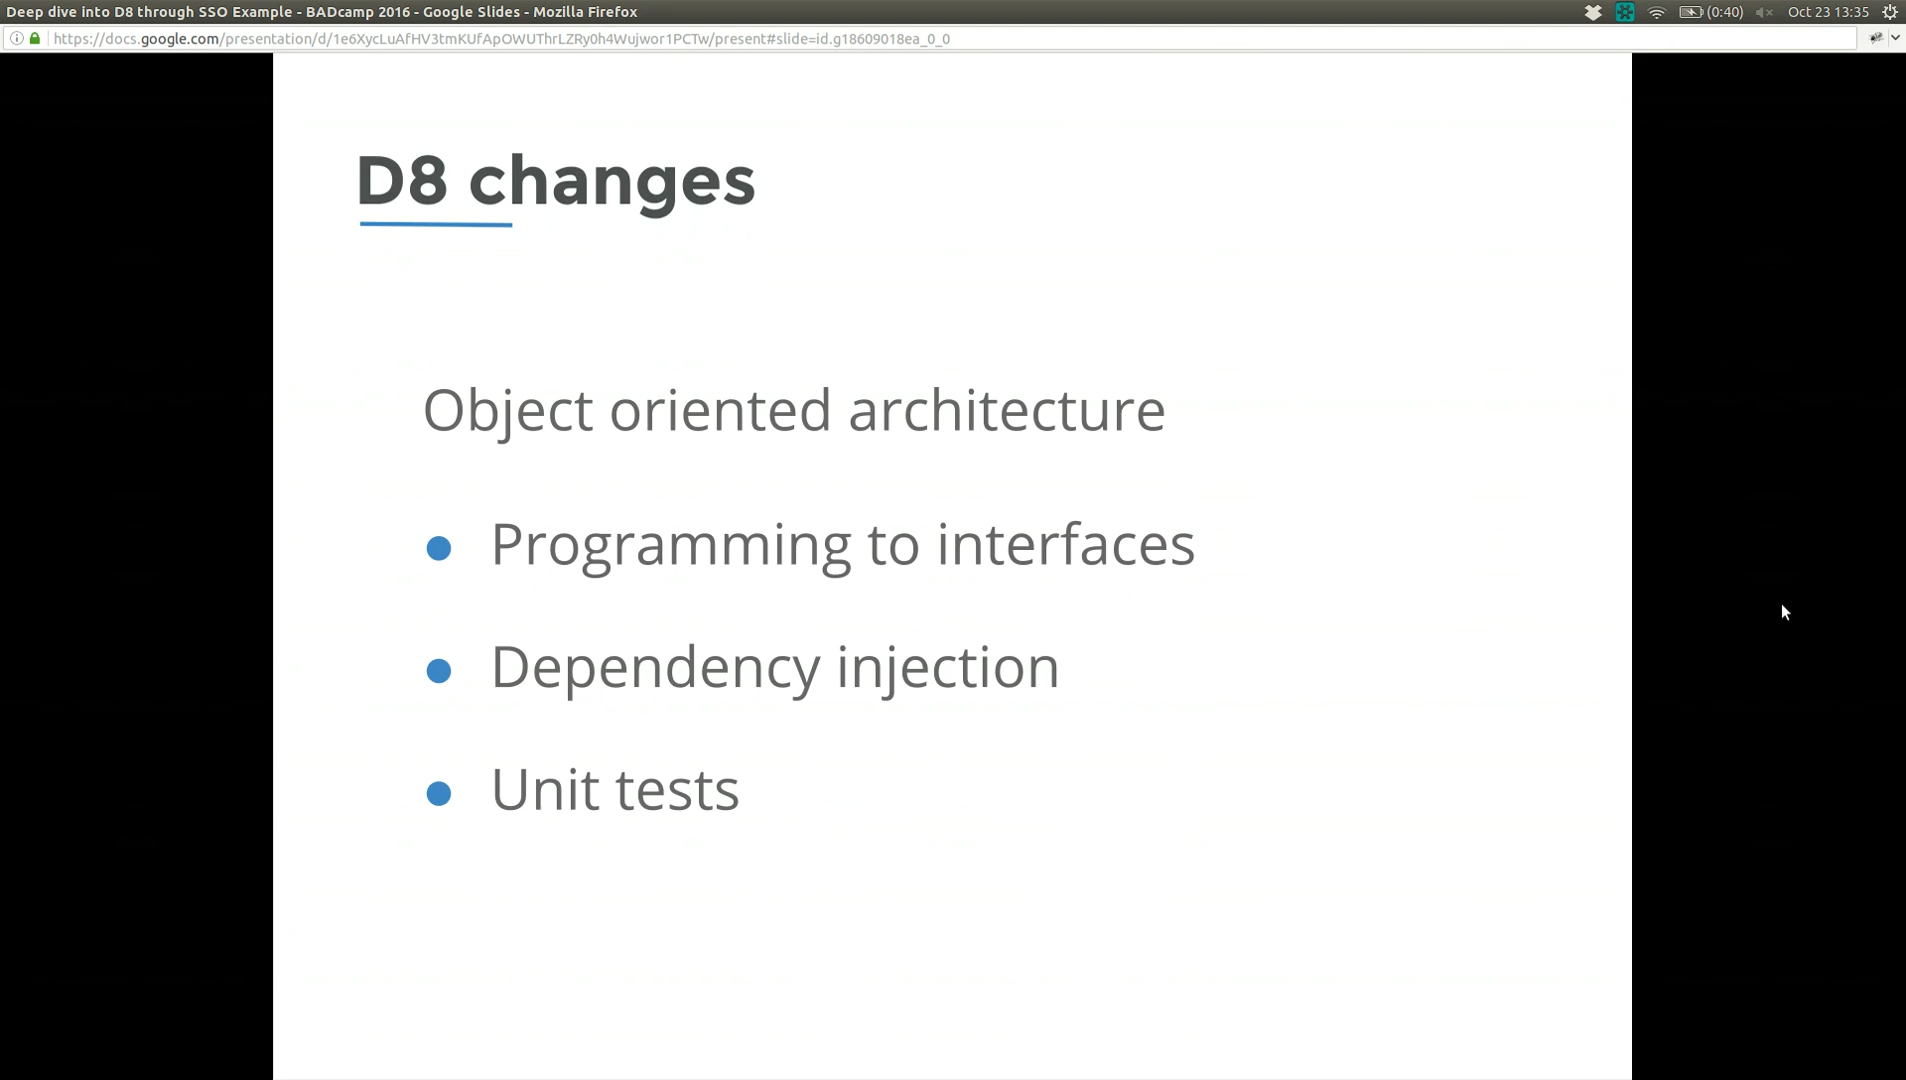 Deep dive into D8 through SSO Example - BADcamp 2016 - Google Slides - Mozilla Firefox
(0:40)
Oct 23 13:35
https://docs.google.com/presentation/d/1e6XycLuAfHV3tmKUfApOWUThrLZRy0h4Wujwor1PCTw/present#slide=id.g18609018ea_0_0
D8 changes
Object oriented architecture
● Programming to interfaces
● Dependency injection
● Unit tests